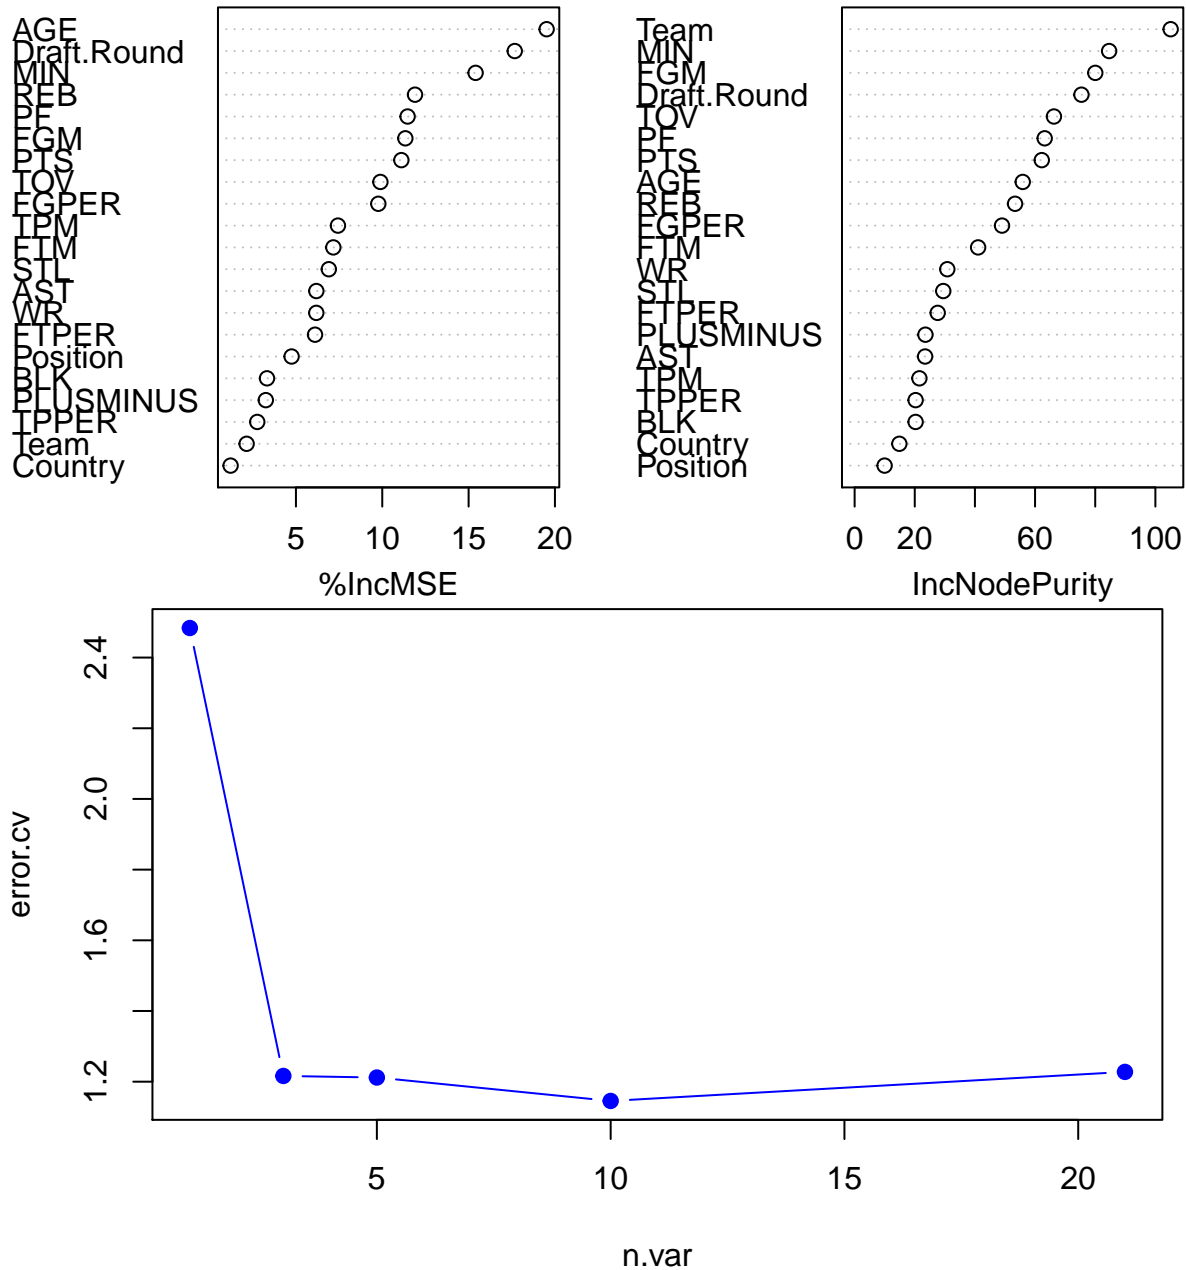 AGE
Draft.Round
MIN
REB
PF
FGM
PTS
TOV
FGPER
TPM
FTM
STL
AST
WR
FTPER
Position
BLK
PLUSMINUS
TPPER
Team
Country
5 10 15 20
%IncMSE
Team
MIN
FGM
Draft.Round
TOV
PF
PTS
AGE
REB
FGPER
FTM
WR
STL
FTPER
PLUSMINUS
AST
TPM
TPPER
BLK
Country
Position
0 20 60 100
IncNodePurity
2.4
2.0
1.6
1.2
error.cv
5 10 15 20
n.var